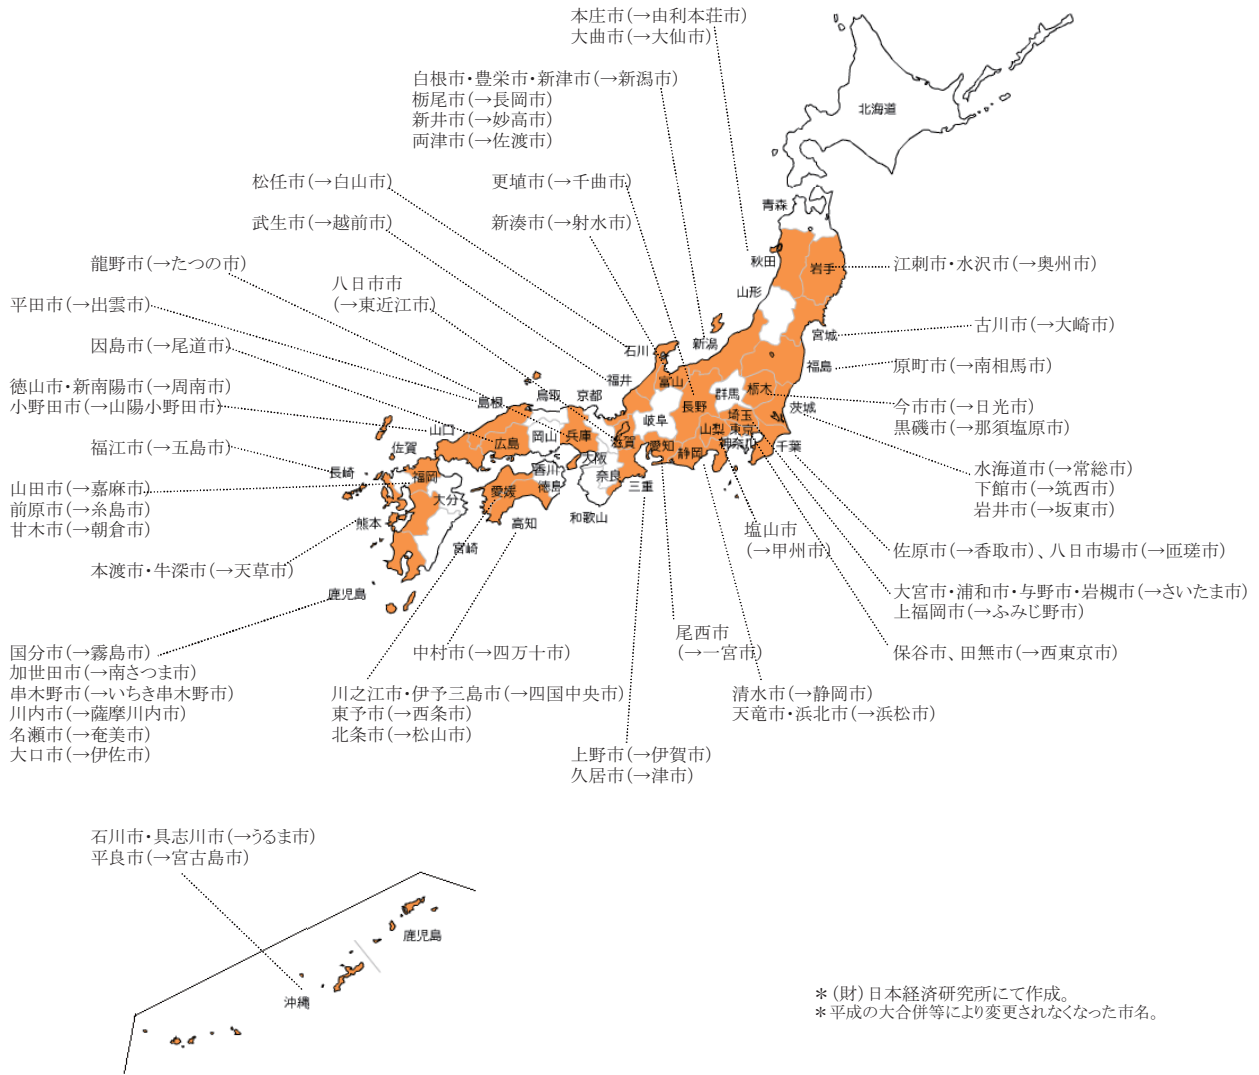 本庄市(→由利本荘市)
大曲市(→大仙市)
白根市・豊栄市・新津市(→新潟市)
栃尾市(→長岡市)
新井市(→妙高市)
両津市(→佐渡市)
北海道
松任市(→白山市)
更埴市(→千曲市)
青森
武生市(→越前市)
新湊市(→射水市)
龍野市(→たつの市)
八日市市
(→東近江市)
秋田
岩手
江刺市・水沢市(→奥州市)
平田市(→出雲市)
山形
因島市(→尾道市)
石川
新潟
宮城
古川市(→大崎市)
福島
原町市(→南相馬市)
徳山市・新南陽市(→周南市)
小野田市(→山陽小野田市)
島根
鳥取
京都
福井
富山
長野
群馬
栃木
茨城
今市市(→日光市)
黒磯市(→那須塩原市)
福江市(→五島市)
佐賀
山口
広島
岡山
兵庫
滋賀
岐阜
愛知
静岡
山梨
埼玉
東京
神奈川
千葉
大阪
奈良
三重
和歌山
香川
徳島
愛媛
高知
水海道市(→常総市)
下館市(→筑西市)
岩井市(→坂東市)
長崎
福岡
大分
熊本
宮崎
鹿児島
山田市(→嘉麻市)
前原市(→糸島市)
甘木市(→朝倉市)
塩山市
(→甲州市)
佐原市(→香取市)、八日市場市(→匝瑳市)
本渡市・牛深市(→天草市)
大宮市・浦和市・与野市・岩槻市(→さいたま市)
上福岡市(→ふみじ野市)
尾西市
(→一宮市)
保谷市、田無市(→西東京市)
国分市(→霧島市)
加世田市(→南さつま市)
串木野市(→いちき串木野市)
川内市(→薩摩川内市)
名瀬市(→奄美市)
大口市(→伊佐市)
中村市(→四万十市)
川之江市・伊予三島市(→四国中央市)
東予市(→西条市)
北条市(→松山市)
清水市(→静岡市)
天竜市・浜北市(→浜松市)
上野市(→伊賀市)
久居市(→津市)
石川市・具志川市(→うるま市)
平良市(→宮古島市)
鹿児島
沖縄
＊(財)日本経済研究所にて作成。
＊平成の大合併等により変更されなくなった市名。